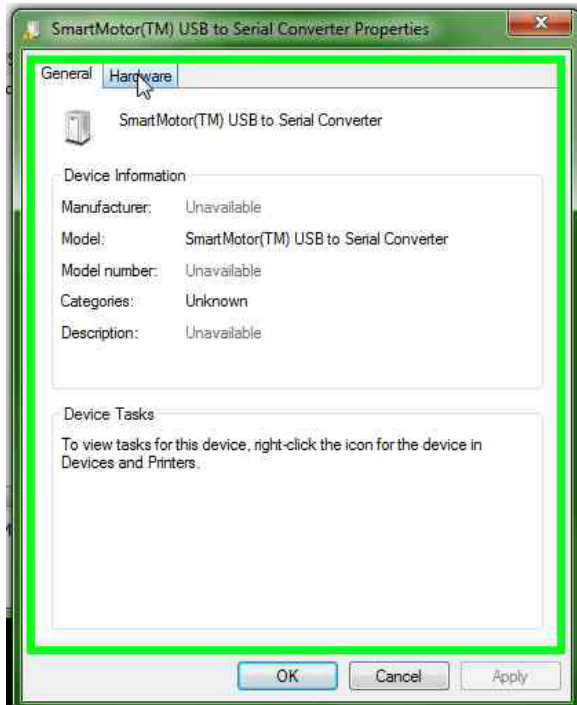 SmartMotor(TM) USB to Serial Converter Properties
General Hardware
SmartMotor(TM) USB to Serial Converter
Device Information
Manufacturer: Unavailable
Model: SmartMotor(TM) USB to Serial Converter
Model number: Unavailable
Categories: Unknown
Description: Unavailable
Device Tasks
To view tasks for this device, right-click the icon for the device in
Devices and Printers.
OK Cancel Apply